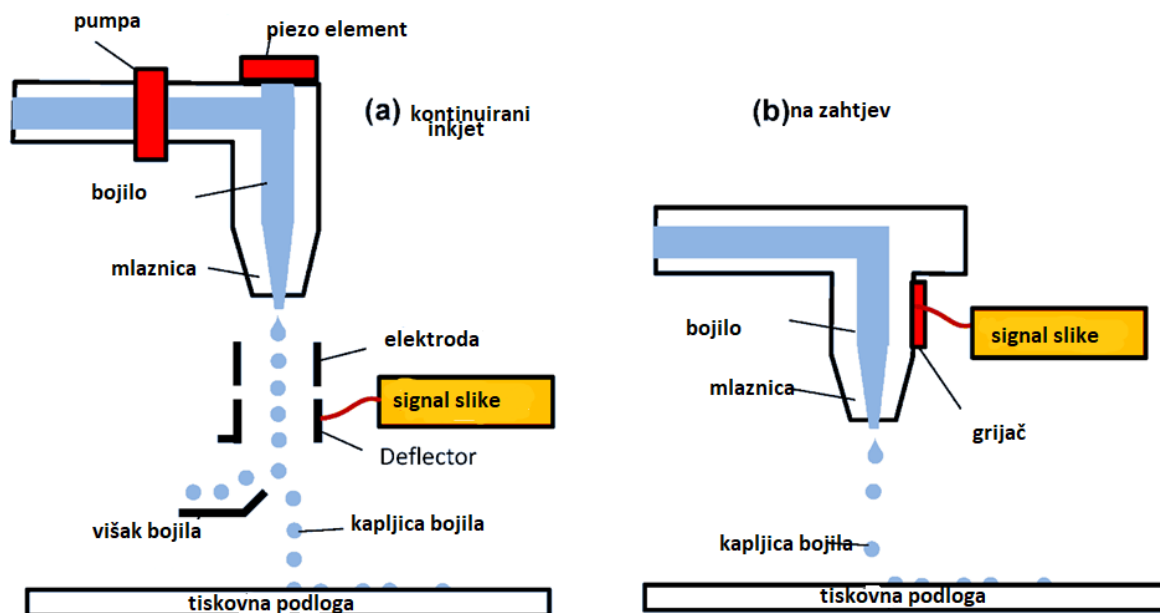 pumpa
piezo element
(a) kontinuirani
inkjet
bojilo
mlaznica
elektroda
signal slike
Deflector
višak bojila
kapljica bojila
tiskovna podloga
(b) na zahtjev
bojilo
signal slike
mlaznica
grijač
kapljica bojila
tiskovna podloga